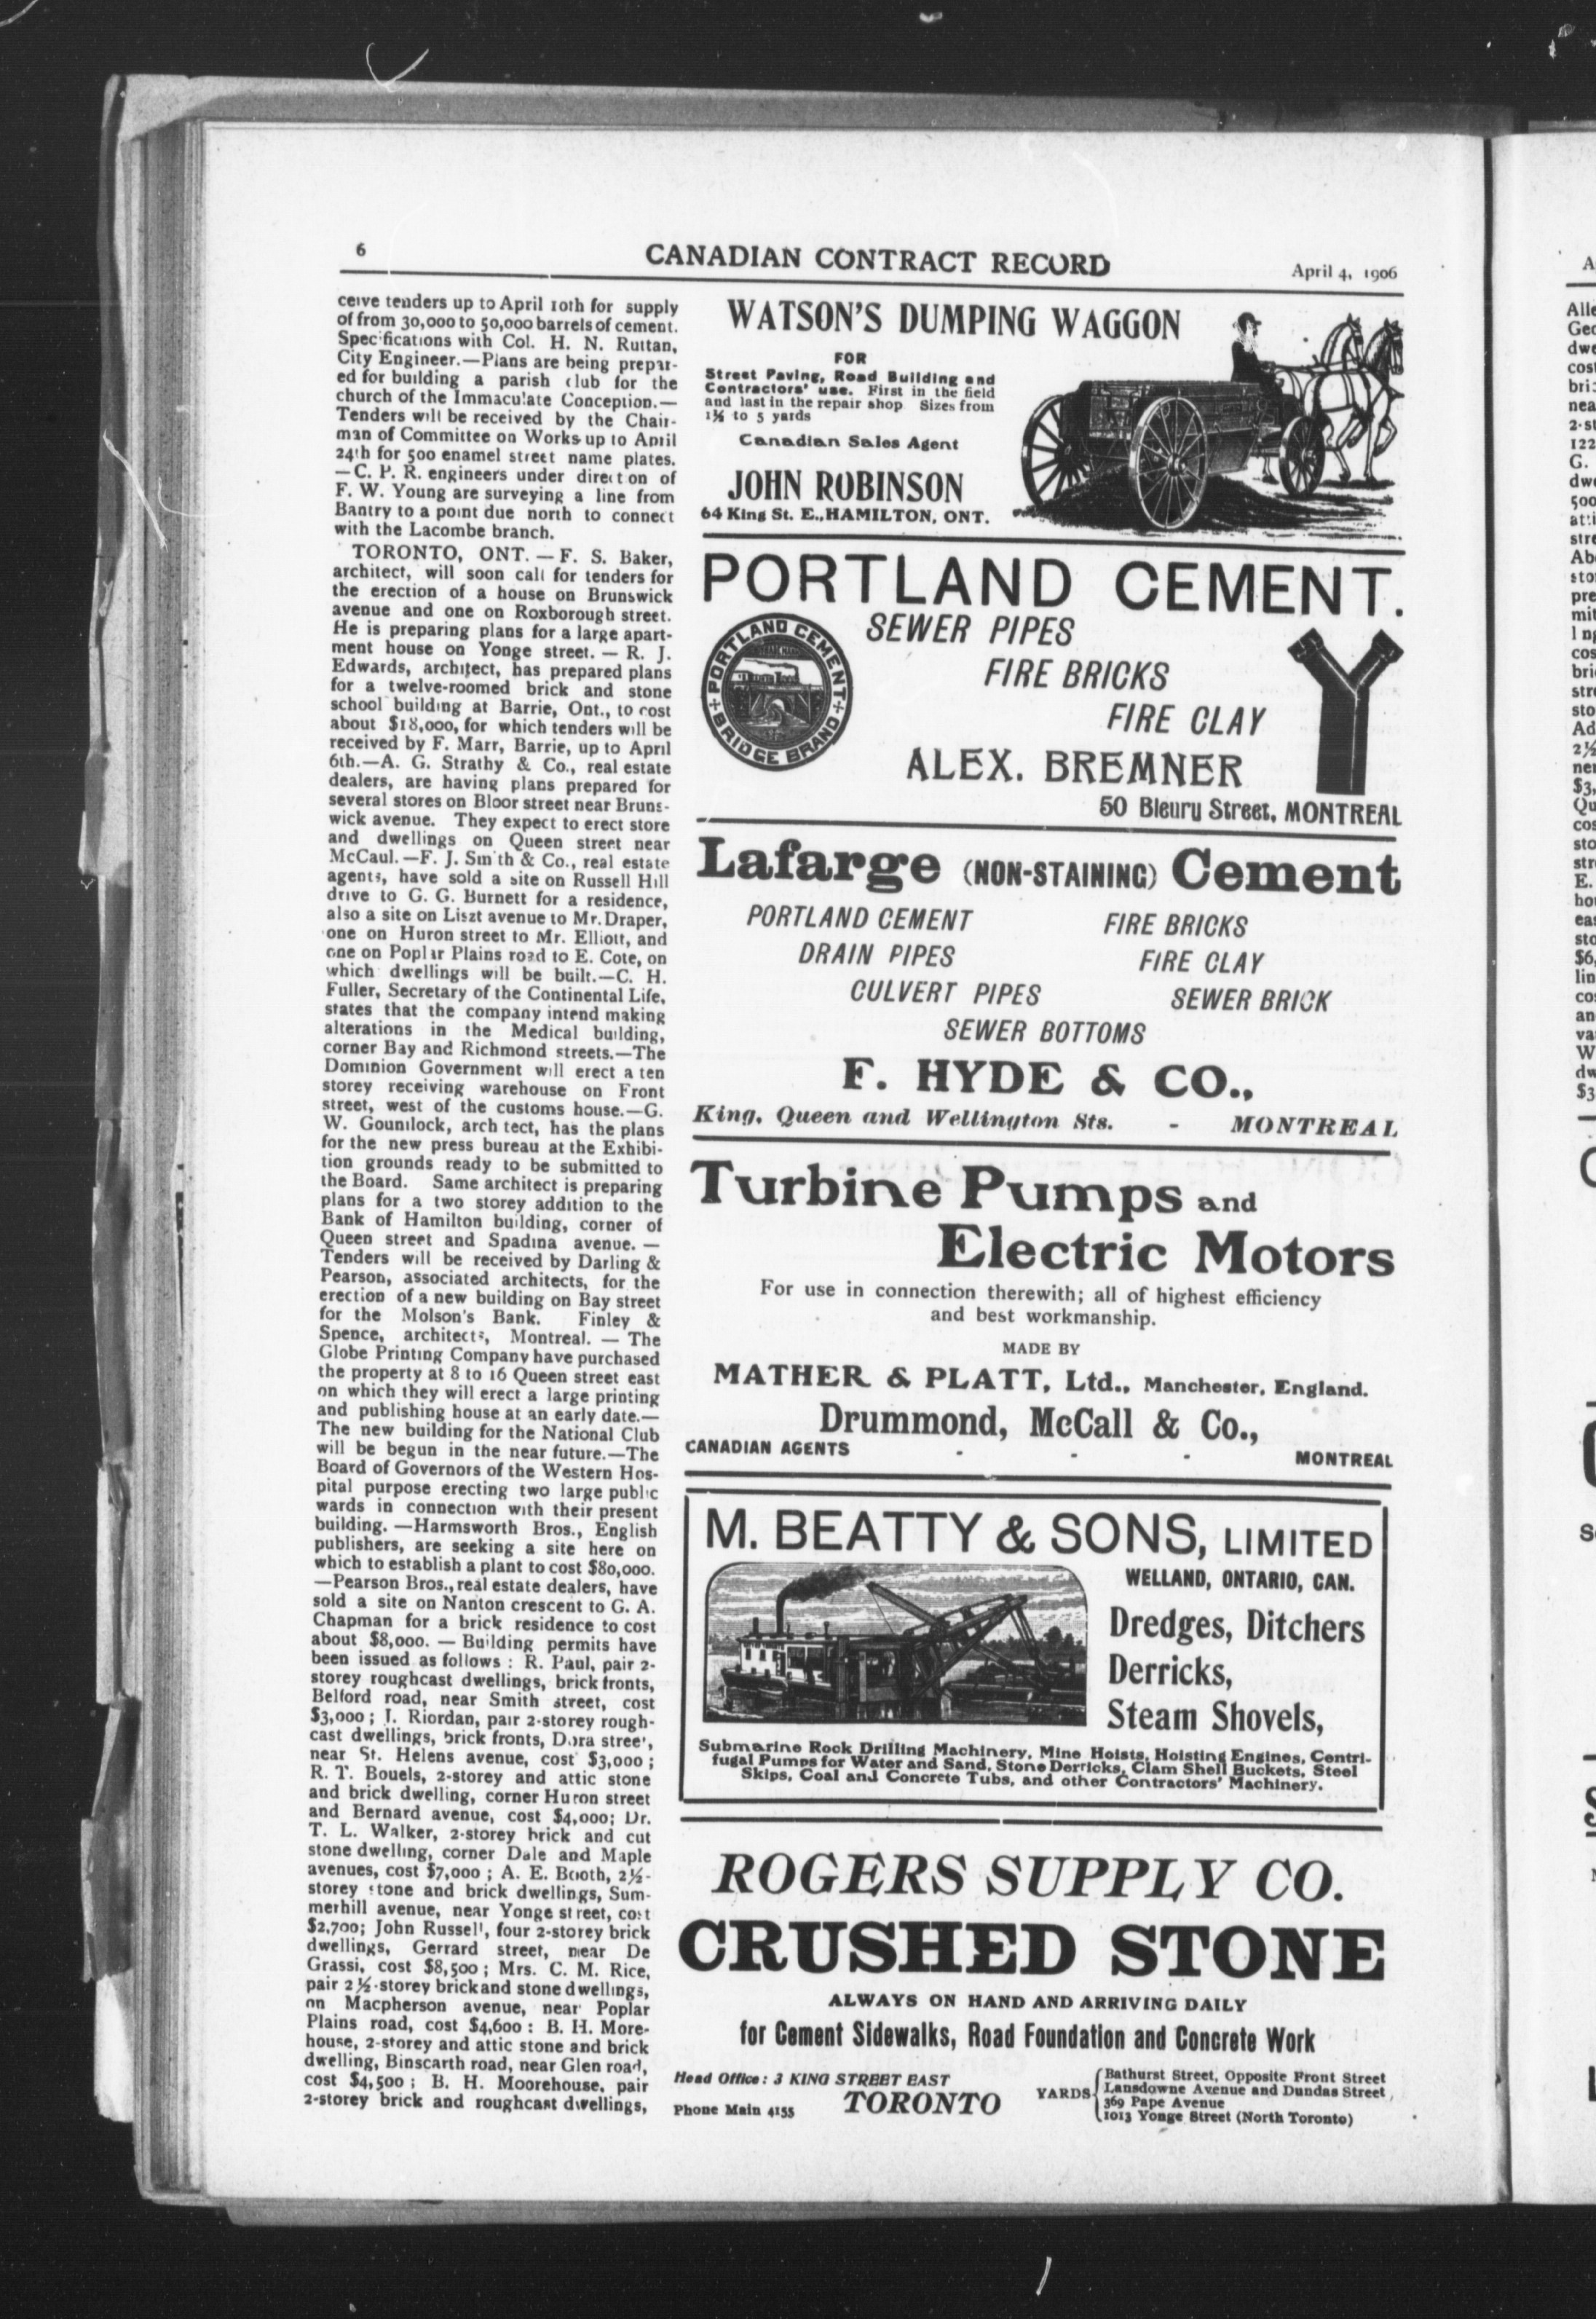 6
CANADIAN CONTRACT RECORD
April 4, 1906
ceive tenders up to April 10th for supply
of from 30,000 to 50,000 barrels of cement.
Specifications with Col. H. N. Ruttan,
City Engineer.—Plans are being prepar-
ed for building a parish club for the
church of the Immaculate Conception.—
Tenders will be received by the Chair-
man of Committee on Works up to April
24th for 500 enamel street name plates.
—C. P. R. engineers under direction of
F. W. Young are surveying a line from
Bantry to a point due north to connect
with the Lacombe branch.
TORONTO, ONT. — F. S. Baker,
architect, will soon call for tenders for
the erection of a house on Brunswick
avenue and one on Roxborough street.
He is preparing plans for a large apart-
ment house on Yonge street. — R. J.
Edwards, architect, has prepared plans
for a twelve-roomed brick and stone
school building at Barrie, Ont., to cost
about $18,000, for which tenders will be
received by F. Marr, Barrie, up to April
6th.—A. G. Strathy & Co., real estate
dealers, are having plans prepared for
several stores on Bloor street near Bruns-
wick avenue. They expect to erect store
and dwellings on Queen street near
McCaul.—F. J. Smith & Co., real estate
agents, have sold a site on Russell Hill
drive to G. G. Burnett for a residence,
also a site on Liszt avenue to Mr. Draper,
one on Huron street to Mr. Elliott, and
one on Poplar Plains road to E. Cote, on
which dwellings will be built.—C. H.
Fuller, Secretary of the Continental Life,
states that the company intend making
alterations in the Medical building,
corner Bay and Richmond streets.—The
Dominion Government will erect a ten
storey receiving warehouse on Front
street, west of the customs house.—G.
W. Gounilock, architect, has the plans
for the new press bureau at the Exhibi-
tion grounds ready to be submitted to
the Board. Same architect is preparing
plans for a two storey addition to the
Bank of Hamilton building, corner of
Queen street and Spadina avenue. —
Tenders will be received by Darling &
Pearson, associated architects, for the
erection of a new building on Bay street
for the Molson's Bank. Finley &
Spence, architects, Montreal. — The
Globe Printing Company have purchased
the property at 8 to 16 Queen street east
on which they will erect a large printing
and publishing house at an early date.—
The new building for the National Club
will be begun in the near future.—The
Board of Governors of the Western Hos-
pital purpose erecting two large public
wards in connection with their present
building. —Harmsworth Bros., English
publishers, are seeking a site here on
which to establish a plant to cost $80,000.
—Pearson Bros., real estate dealers, have
sold a site on Nanton crescent to G. A.
Chapman for a brick residence to cost
about $8,000. — Building permits have
been issued as follows : R. Paul, pair 2-
storey roughcast dwellings, brick fronts,
Belford road, near Smith street, cost
$3,000 ; J. Riordan, pair 2-storey rough-
cast dwellings, brick fronts, Dora street,
near St. Helens avenue, cost $3,000 ;
R. T. Bouels, 2-storey and attic stone
and brick dwelling, corner Huron street
and Bernard avenue, cost $4,000; Dr.
T. L. Walker, 2-storey brick and cut
stone dwelling, corner Dale and Maple
avenues, cost $7,000 ; A. E. Booth, 2½-
storey stone and brick dwellings, Sum-
merhill avenue, near Yonge street, cost
$2,700; John Russell, four 2-storey brick
dwellings, Gerrard street, near De
Grassi, cost $8,500 ; Mrs. C. M. Rice,
pair 2½-storey brick and stone dwellings,
on Macpherson avenue, near Poplar
Plains road, cost $4,600 : B. H. More-
house, 2-storey and attic stone and brick
dwelling, Binscarth road, near Glen road,
cost $4,500 ; B. H. Moorehouse, pair
2-storey brick and roughcast dwellings,
WATSON'S DUMPING WAGGON
FOR
Street Paving, Road Building and
Contractors' use. First in the field
and last in the repair shop Sizes from
1½ to 5 yards
Canadian Sales Agent
JOHN ROBINSON
64 King St. E., HAMILTON, ONT.
PORTLAND CEMENT.
PORTLAND CEMENT
BRIDGE BRAND
SEWER PIPES
FIRE BRICKS
FIRE CLAY
ALEX. BREMNER
50 Bleury Street, MONTREAL
Lafarge (NON-STAINING) Cement
PORTLAND CEMENT FIRE BRICKS
DRAIN PIPES FIRE CLAY
CULVERT PIPES SEWER BRICK
SEWER BOTTOMS
F. HYDE & CO.,
King, Queen and Wellington Sts. - MONTREAL
Turbine Pumps and
Electric Motors
For use in connection therewith; all of highest efficiency
and best workmanship.
MADE BY
MATHER & PLATT, Ltd., Manchester, England.
Drummond, McCall & Co.,
CANADIAN AGENTS - - - MONTREAL
M. BEATTY & SONS, LIMITED
WELLAND, ONTARIO, CAN.
Dredges, Ditchers
Derricks,
Steam Shovels,
Submarine Rock Drilling Machinery, Mine Hoists, Hoisting Engines, Centri-
fugal Pumps for Water and Sand, Stone Derricks, Clam Shell Buckets, Steel
Skips, Coal and Concrete Tubs, and other Contractors' Machinery.
ROGERS SUPPLY CO.
CRUSHED STONE
ALWAYS ON HAND AND ARRIVING DAILY
for Cement Sidewalks, Road Foundation and Concrete Work
Head Office : 3 KING STREET EAST
Phone Main 4155 TORONTO
YARDS
Bathurst Street, Opposite Front Street
Lansdowne Avenue and Dundas Street
369 Pape Avenue
1013 Yonge Street (North Toronto)